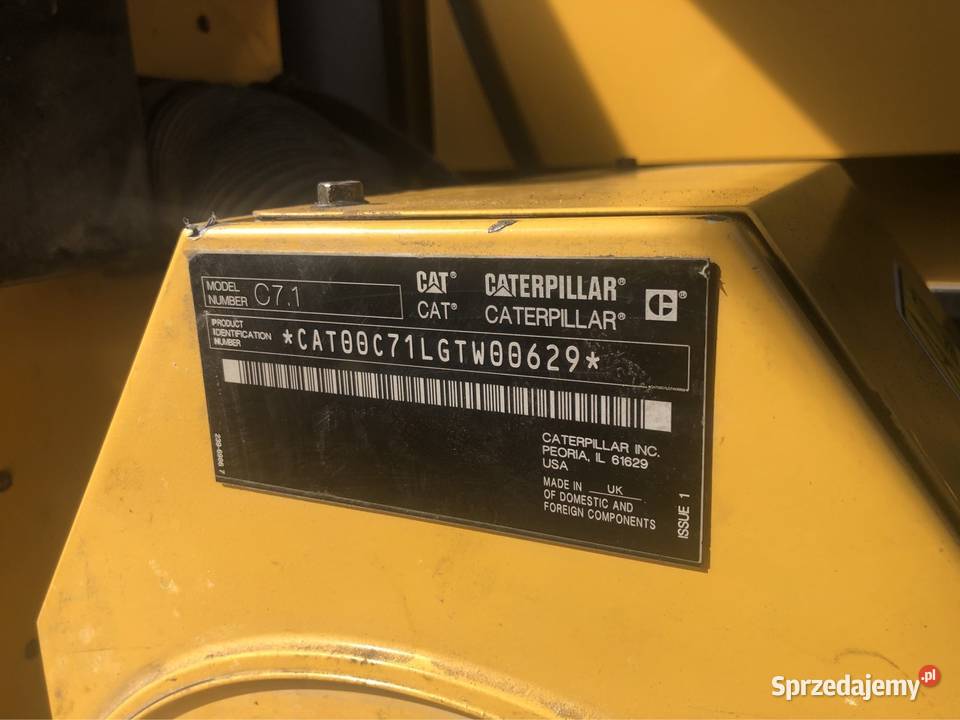 MODEL
NUMBER C7.1
CAT® CATERPILLAR®
CAT® CATERPILLAR®
C®
PRODUCT
IDENTIFICATION
NUMBER
*CAT00C71LGTW00629*
CATERPILLAR INC.
PEORIA, IL 61629
USA
MADE IN UK
OF DOMESTIC AND
FOREIGN COMPONENTS
ISSUE 1
Sprzedajemy.pl